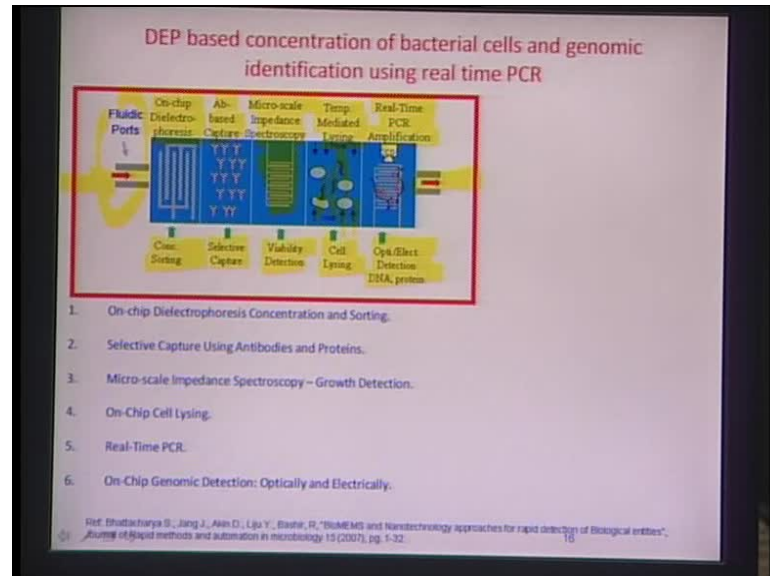 DEP based concentration of bacterial cells and genomic
identification using real time PCR
Fluidic
Ports
On-chip
Dielectro-
phoresis
Ab-
based
Capture
Micro-scale
Impedance
Spectroscopy
Temp.
Mediated
Lysing
Real-Time
PCR
Amplification
Conc.
Sorting
Selective
Capture
Viability
Detection
Cell
Lysing
Opti./Elect.
Detection
DNA, protein
1. On-chip Dielectrophoresis Concentration and Sorting.
2. Selective Capture Using Antibodies and Proteins.
3. Micro-scale Impedance Spectroscopy – Growth Detection.
4. On-Chip Cell Lysing.
5. Real-Time PCR.
6. On-Chip Genomic Detection: Optically and Electrically.
Ref: Bhattacharya S., Jang J., Akin D., Liju Y., Bashir, R, "BioMEMS and Nanotechnology approaches for rapid detection of Biological entities",
Journal of Rapid methods and automation in microbiology 15 (2007), pg. 1-32.
16